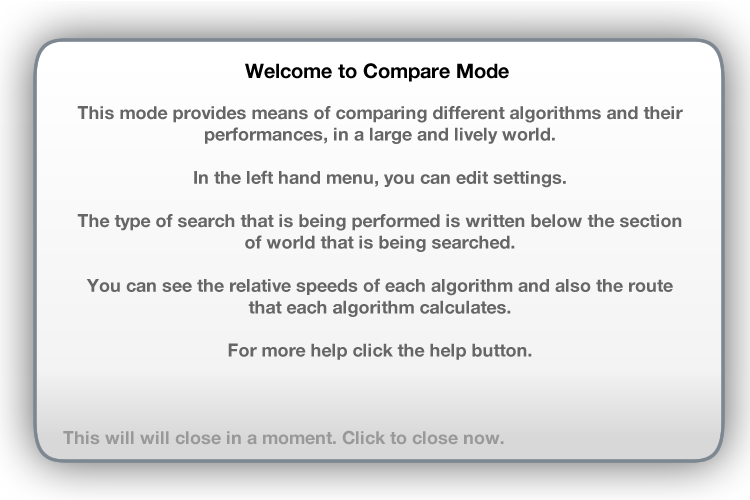 Welcome to Compare Mode
This mode provides means of comparing different algorithms and their
performances, in a large and lively world.
In the left hand menu, you can edit settings.
The type of search that is being performed is written below the section
of world that is being searched.
You can see the relative speeds of each algorithm and also the route
that each algorithm calculates.
For more help click the help button.
This will will close in a moment. Click to close now.